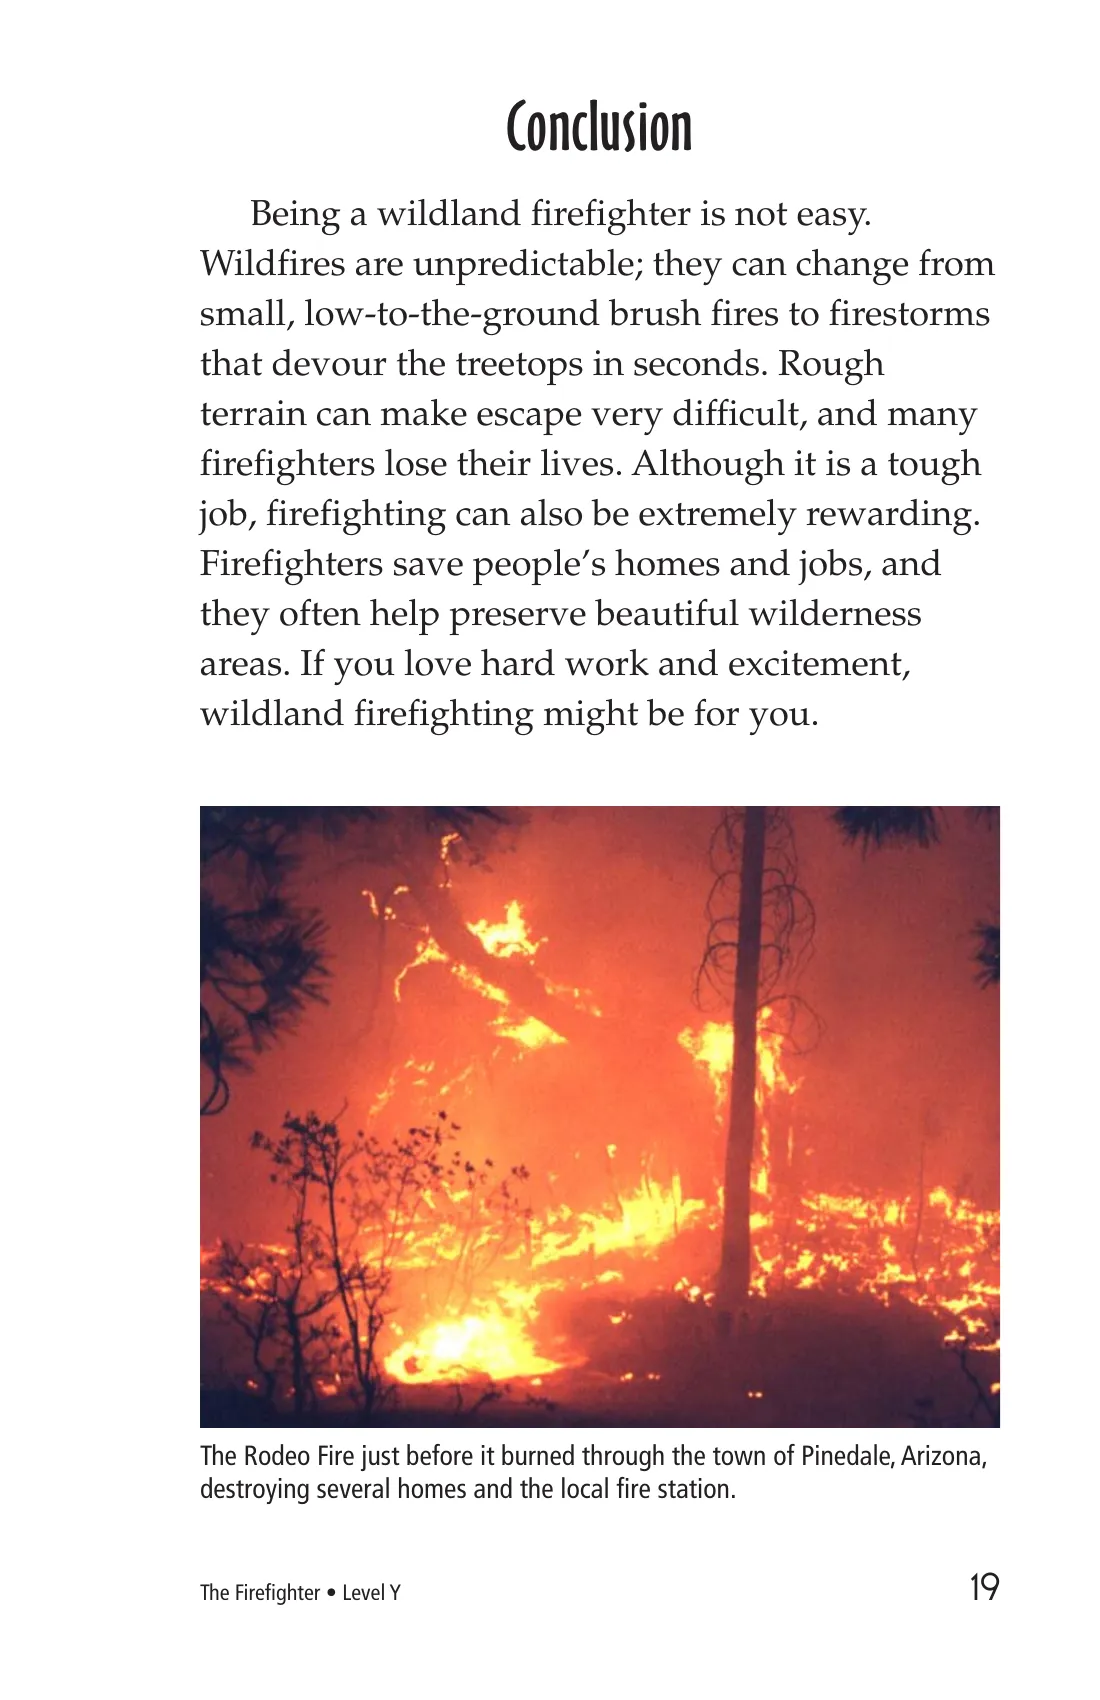 Conclusion
Being a wildland firefighter is not easy.
Wildfires are unpredictable; they can change from
small, low-to-the-ground brush fires to firestorms
that devour the treetops in seconds. Rough
terrain can make escape very difficult, and many
firefighters lose their lives. Although it is a tough
job, firefighting can also be extremely rewarding.
Firefighters save people’s homes and jobs, and
they often help preserve beautiful wilderness
areas. If you love hard work and excitement,
wildland firefighting might be for you.
The Rodeo Fire just before it burned through the town of Pinedale, Arizona,
destroying several homes and the local fire station.
The Firefighter • Level Y
19